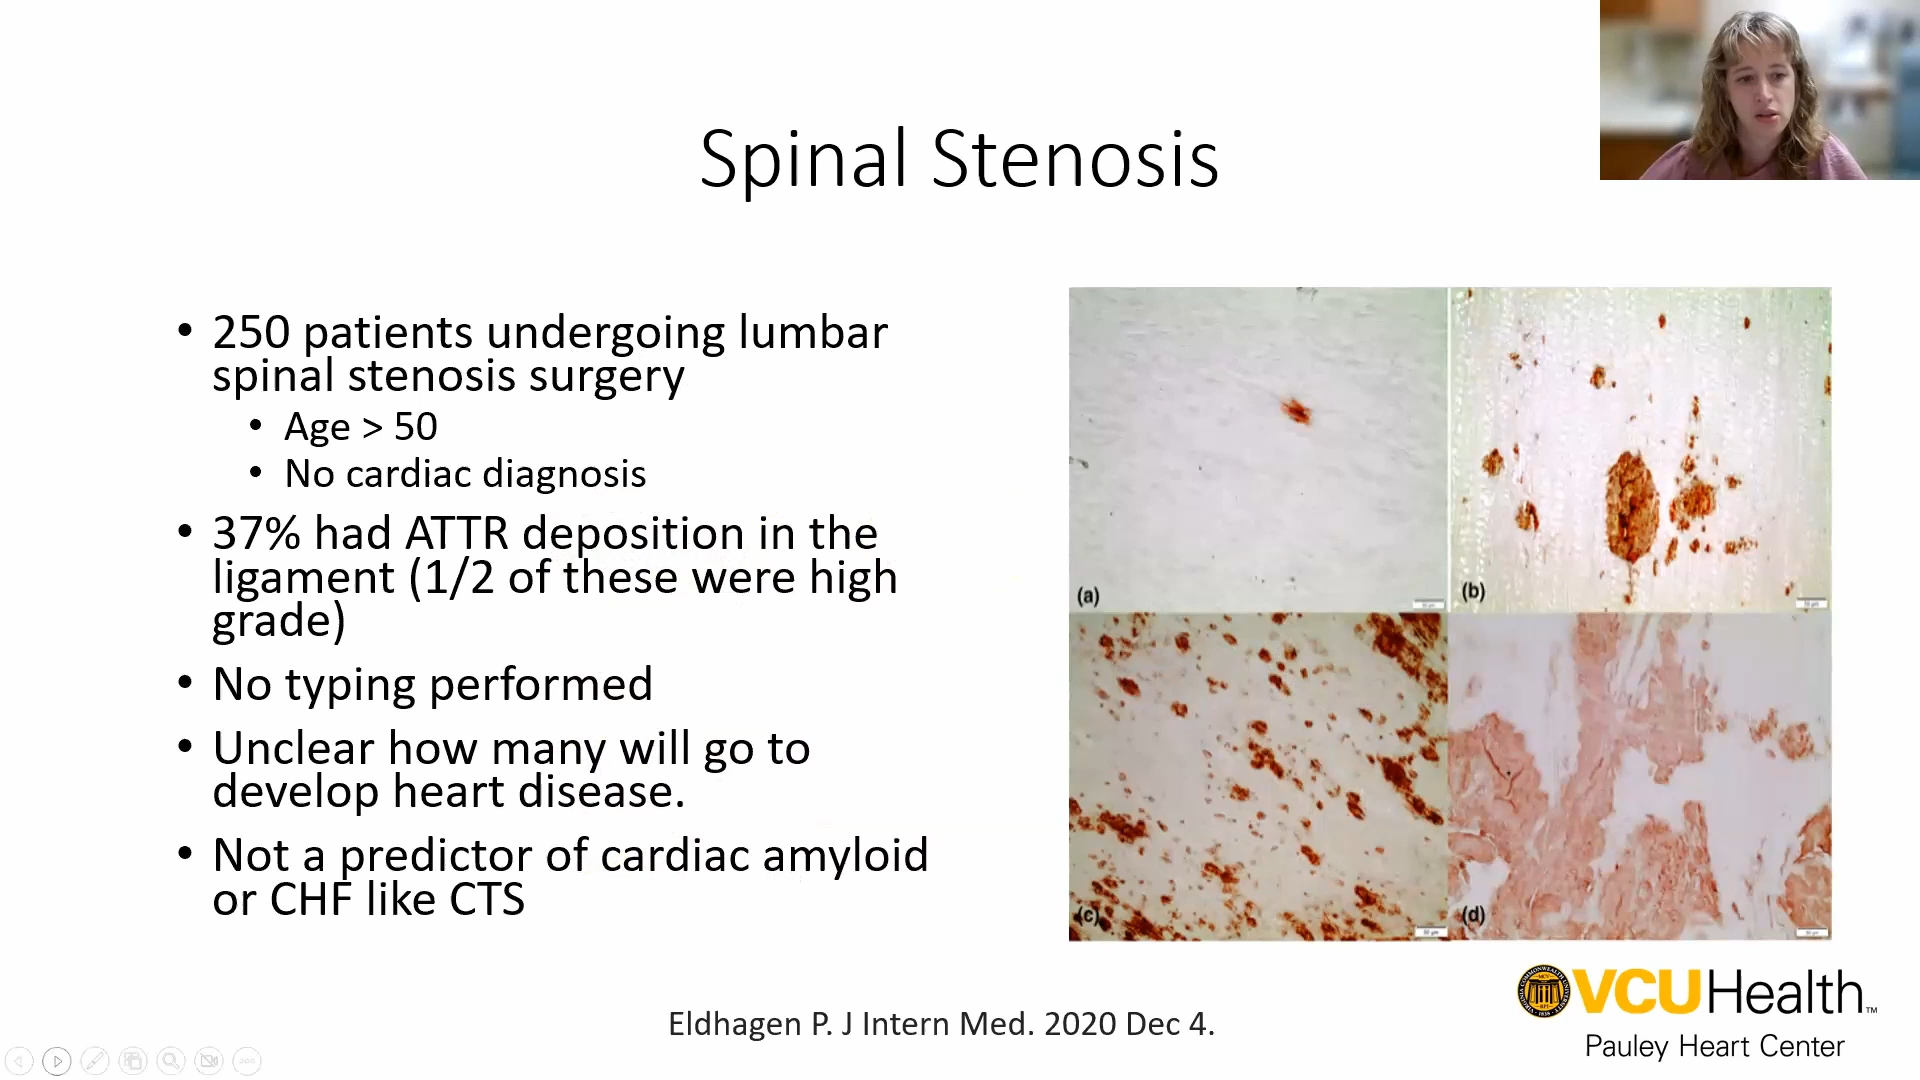 Spinal Stenosis
• 250 patients undergoing lumbar
spinal stenosis surgery
• Age > 50
• No cardiac diagnosis
• 37% had ATTR deposition in the
ligament (1/2 of these were high
grade)
• No typing performed
• Unclear how many will go to
develop heart disease.
• Not a predictor of cardiac amyloid
or CHF like CTS
(a)
(b)
(c)
(d)
Eldhagen P. J Intern Med. 2020 Dec 4.
VCUHealth™
Pauley Heart Center